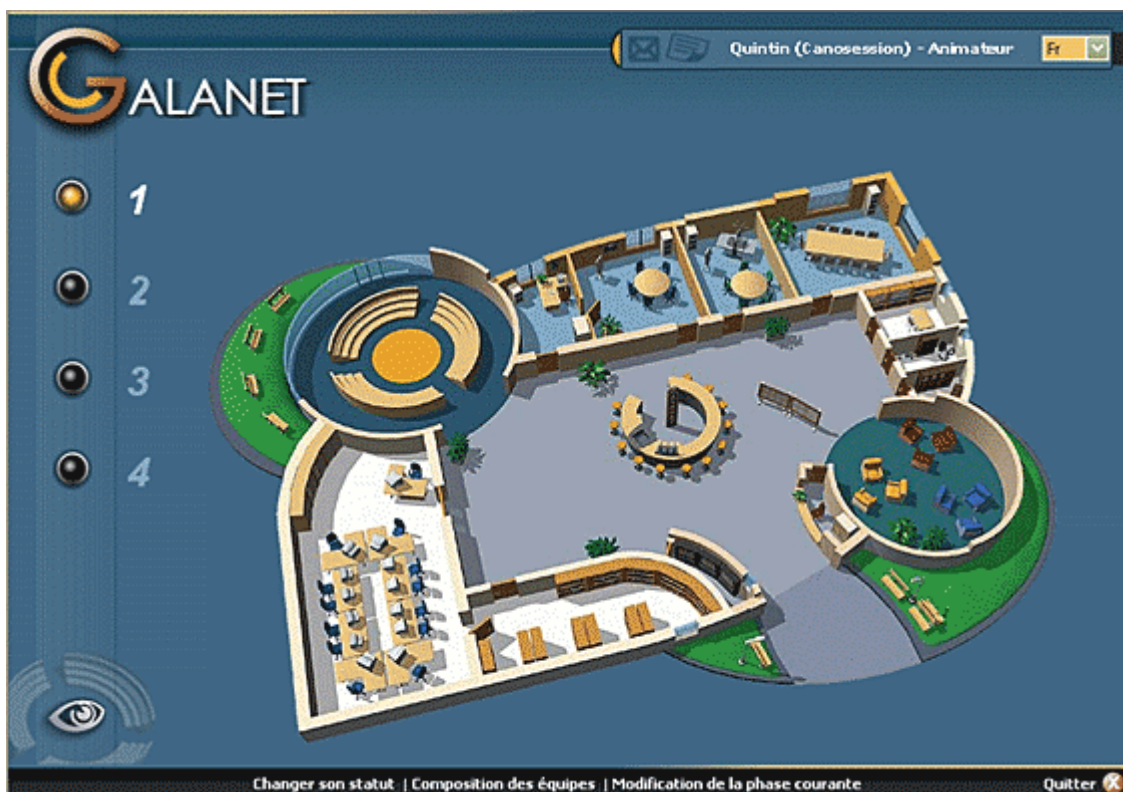 Quintin (Canosession) - Animateur
Fr
GALANET
1
2
3
4
Changer son statut | Composition des équipes | Modification de la phase courante
Quitter